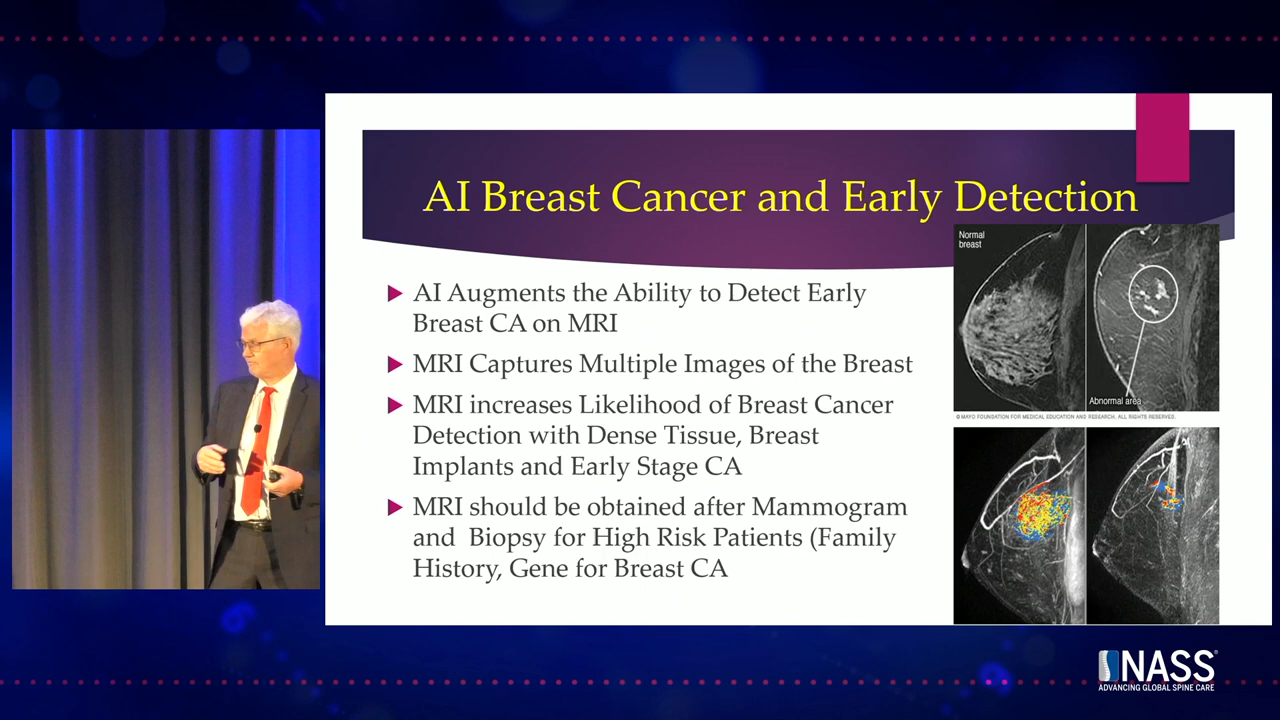 AI Breast Cancer and Early Detection
AI Augments the Ability to Detect Early
Breast CA on MRI
MRI Captures Multiple Images of the Breast
MRI increases Likelihood of Breast Cancer
Detection with Dense Tissue, Breast
Implants and Early Stage CA
MRI should be obtained after Mammogram
and Biopsy for High Risk Patients (Family
History, Gene for Breast CA
Normal
breast
Abnormal area
© MAYO FOUNDATION FOR MEDICAL EDUCATION AND RESEARCH. ALL RIGHTS RESERVED.
NASS
ADVANCING GLOBAL SPINE CARE